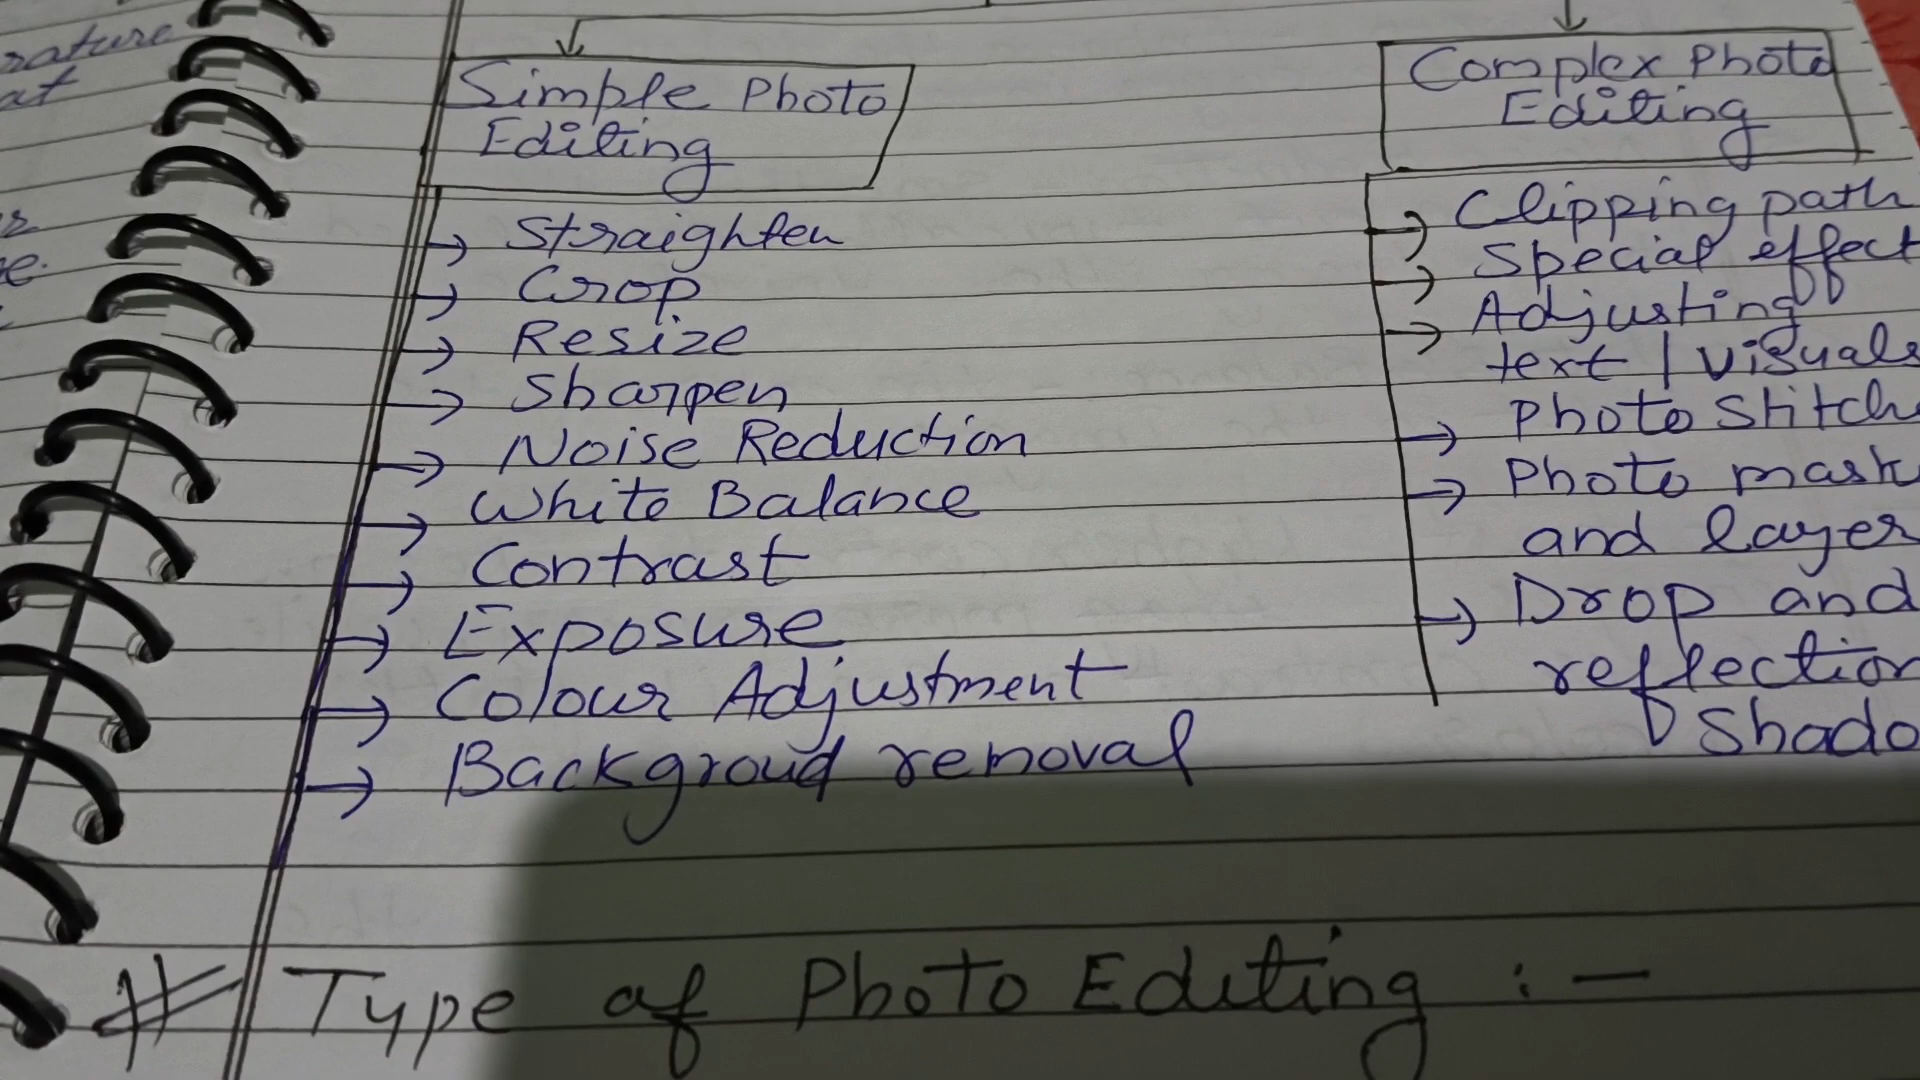 rature
at
Simple Photo
Editing
Straighten
Crop
Resize
Sharpen
Noise Reduction
White Balance
Contrast
Exposure
Colour Adjustment
Backgroud removal
Complex Photo
Editing
Clipping path
Special effect
Adjusting
text / Visuals
Photo Stitch
Photo mask
and layer
Drop and
reflection
Shado
# Type of Photo Editing :-